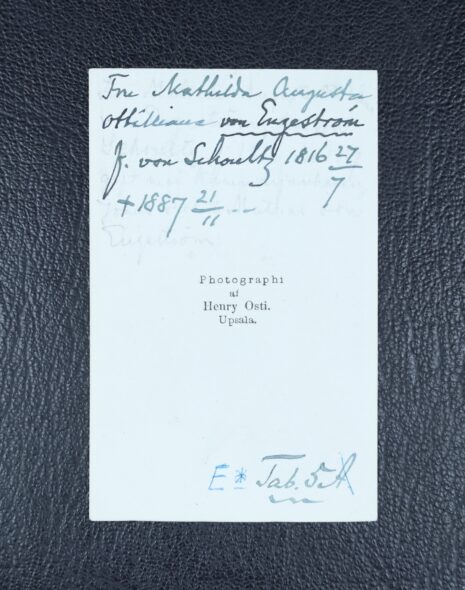 Fru Mathilda Augusta
Ottiliana von Engeström
f. von Schoultz 1816 27/7
+ 1887 21/11
Photographi
af
Henry Osti.
Upsala.
E * Tab. 5 A